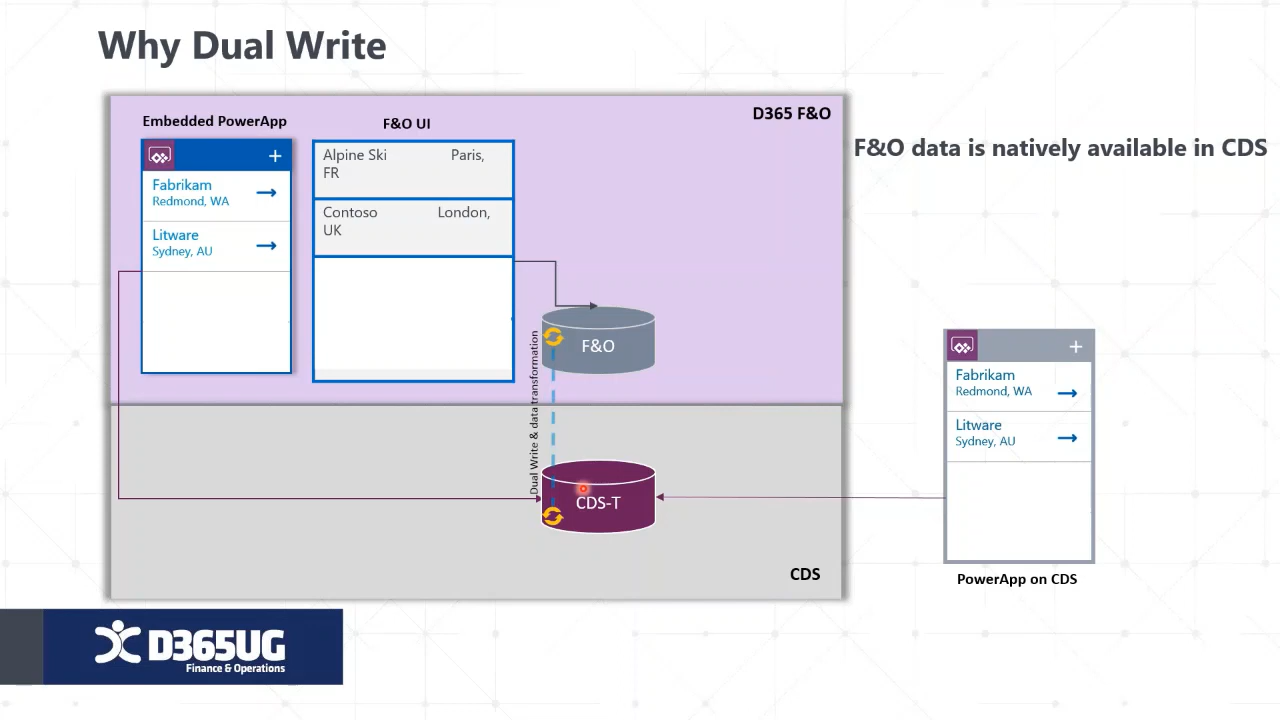 Why Dual Write
D365 F&O
Embedded PowerApp
F&O UI
F&O data is natively available in CDS
Fabrikam
Redmond, WA
Litware
Sydney, AU
Alpine Ski Paris,
FR
Contoso London,
UK
F&O
Dual Write & data transformation
CDS-T
CDS
Fabrikam
Redmond, WA
Litware
Sydney, AU
PowerApp on CDS
D365UG
Finance & Operations